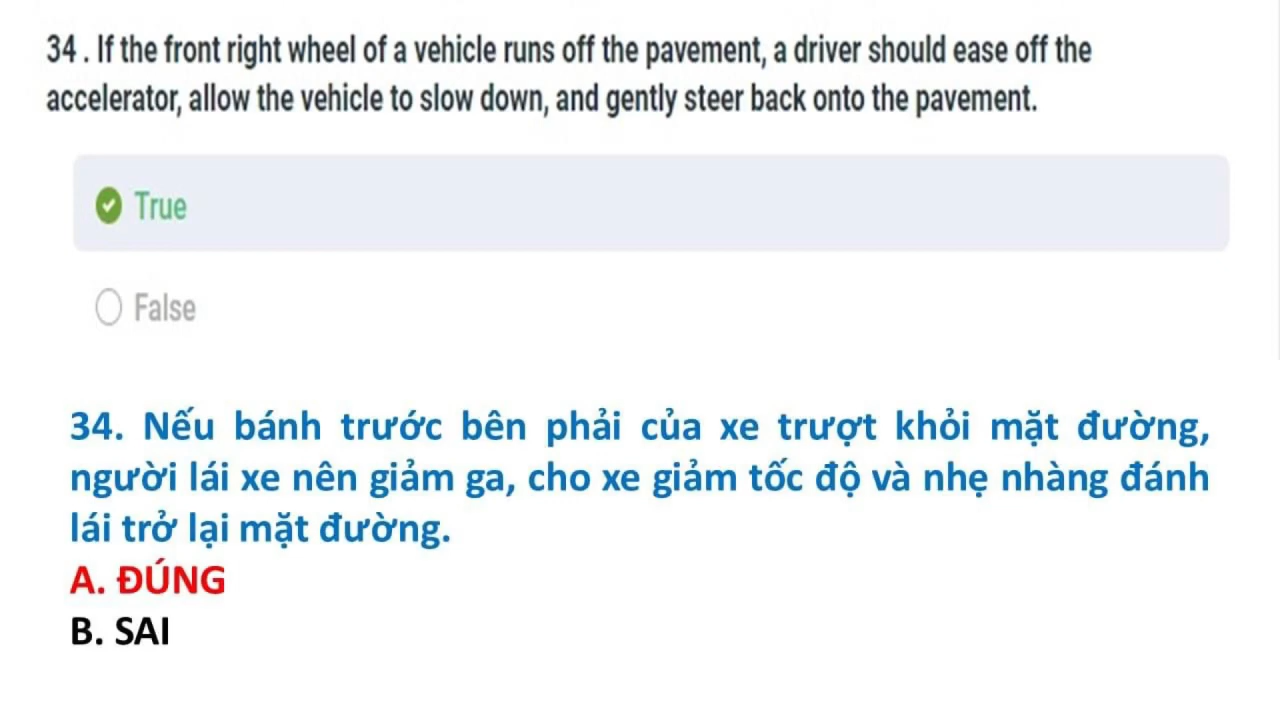 34 . If the front right wheel of a vehicle runs off the pavement, a driver should ease off the
accelerator, allow the vehicle to slow down, and gently steer back onto the pavement.
True
False
34. Nếu bánh trước bên phải của xe trượt khỏi mặt đường,
người lái xe nên giảm ga, cho xe giảm tốc độ và nhẹ nhàng đánh
lái trở lại mặt đường.
A. ĐÚNG
B. SAI